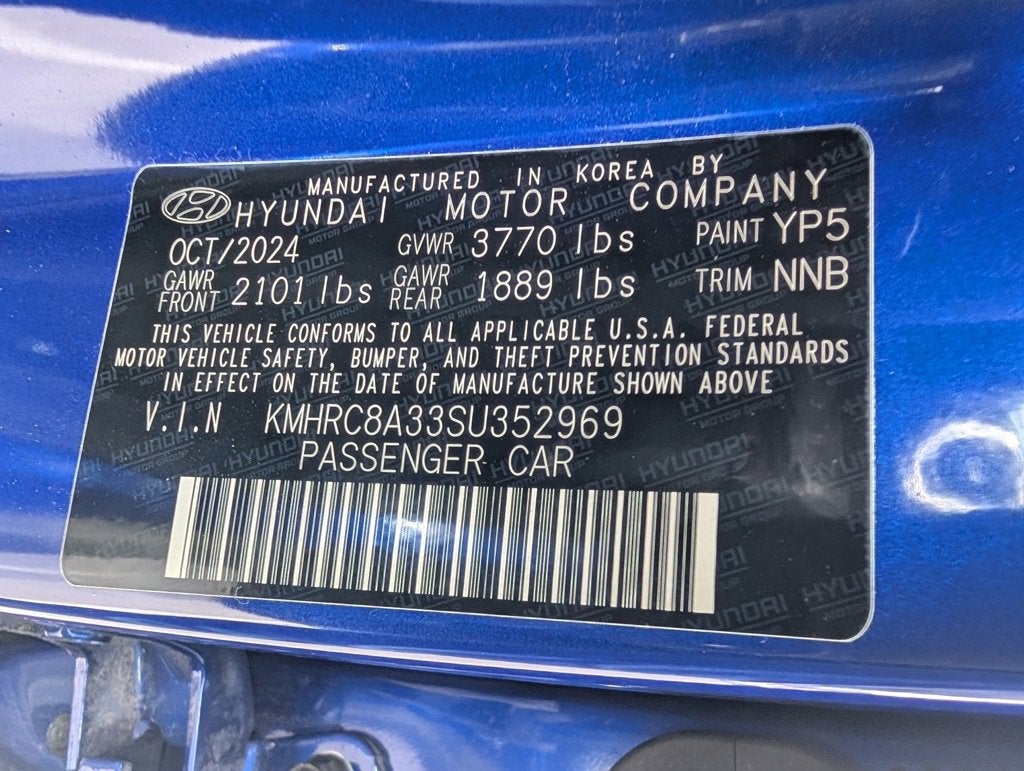 MANUFACTURED IN KOREA BY
HYUNDAI MOTOR COMPANY
OCT/2024 GVWR 3770 lbs PAINT YP5
GAWR FRONT 2101 lbs GAWR REAR 1889 lbs TRIM NNB
THIS VEHICLE CONFORMS TO ALL APPLICABLE U.S.A. FEDERAL
MOTOR VEHICLE SAFETY, BUMPER, AND THEFT PREVENTION STANDARDS
IN EFFECT ON THE DATE OF MANUFACTURE SHOWN ABOVE
V.I.N KMHRC8A33SU352969
PASSENGER CAR